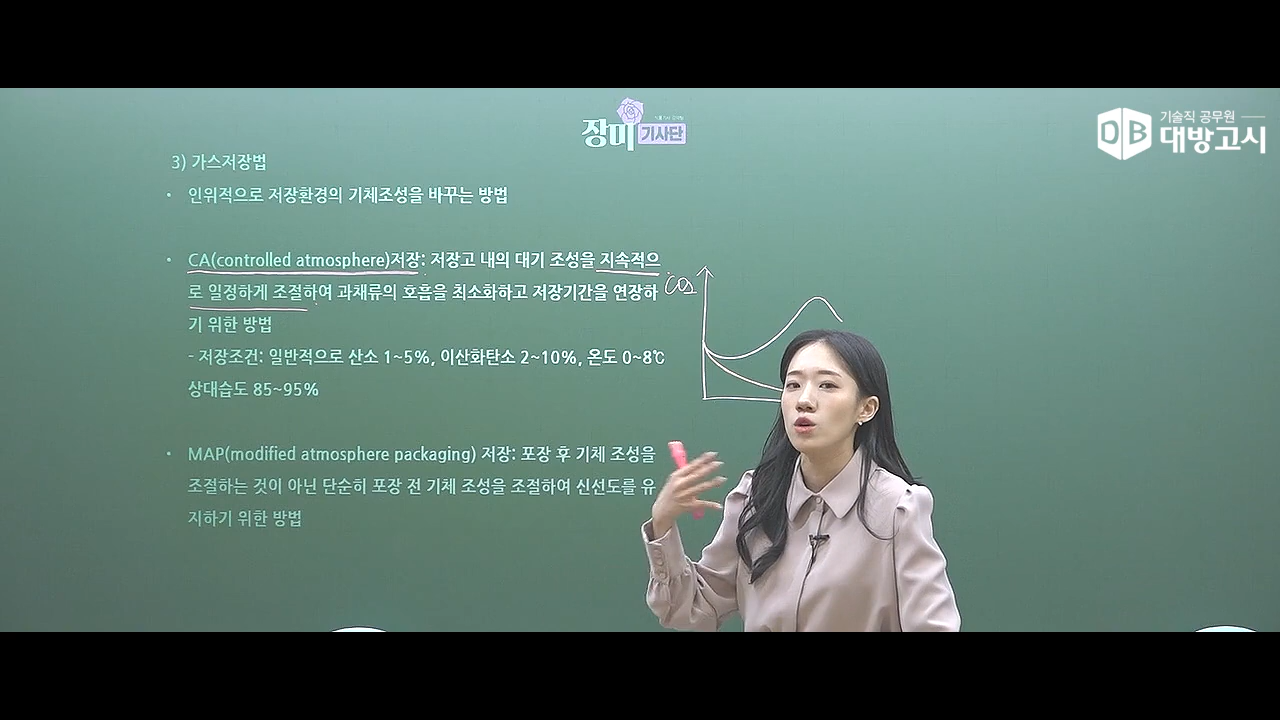 장미 기사단
기술직 공무원
DB 대방고시
3) 가스저장법
• 인위적으로 저장환경의 기체조성을 바꾸는 방법
• CA(controlled atmosphere)저장: 저장고 내의 대기 조성을 지속적으
로 일정하게 조절하여 과채류의 호흡을 최소화하고 저장기간을 연장하
기 위한 방법
- 저장조건: 일반적으로 산소 1~5%, 이산화탄소 2~10%, 온도 0~8℃
상대습도 85~95%
• MAP(modified atmosphere packaging) 저장: 포장 후 기체 조성을
조절하는 것이 아닌 단순히 포장 전 기체 조성을 조절하여 신선도를 유
지하기 위한 방법